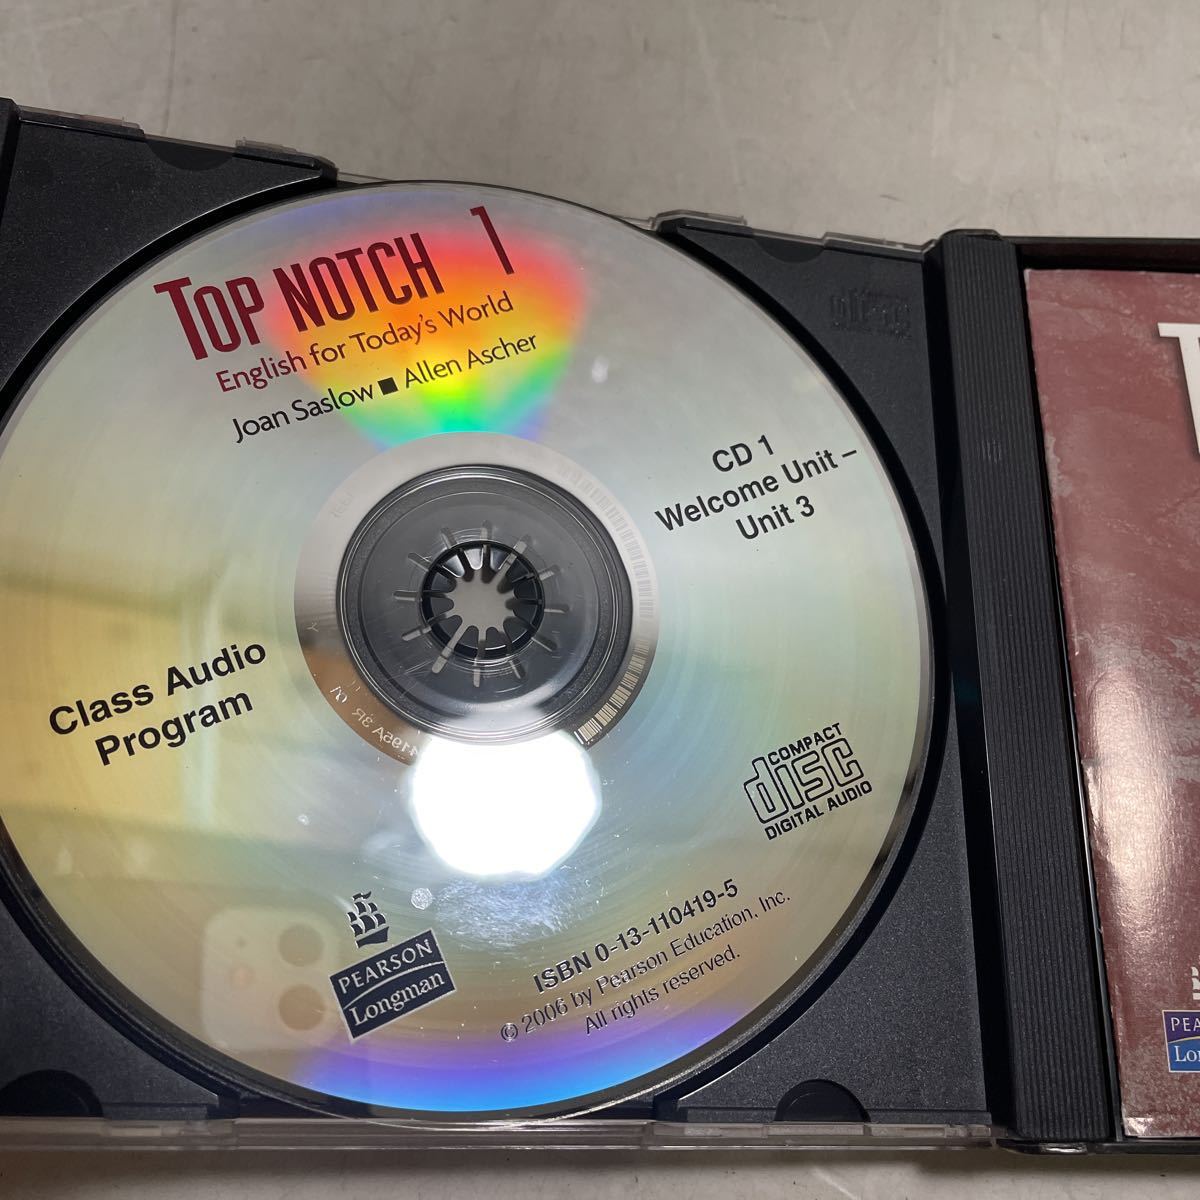 TOP NOTCH 1
English for Today's World
Joan Saslow ■ Allen Ascher
CD 1
Welcome Unit –
Unit 3
Class Audio
Program
COMPACT
disc
DIGITAL AUDIO
PEARSON
Longman
ISBN 0-13-110419-5
© 2006 by Pearson Education, Inc.
All rights reserved.